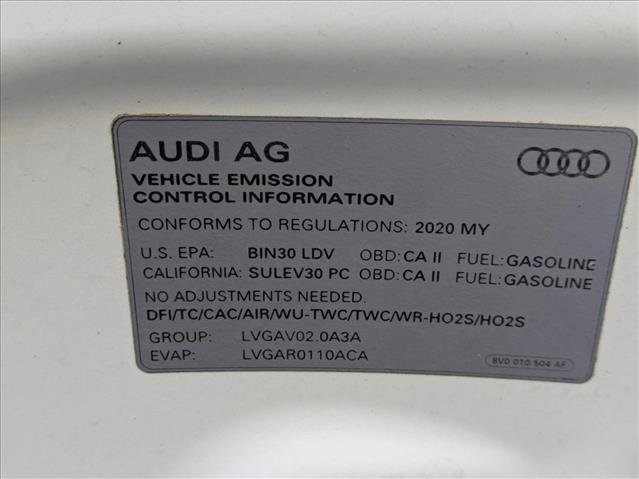 AUDI AG
VEHICLE EMISSION
CONTROL INFORMATION
CONFORMS TO REGULATIONS: 2020 MY
U.S. EPA: BIN30 LDV OBD: CA II FUEL: GASOLINE
CALIFORNIA: SULEV30 PC OBD: CA II FUEL: GASOLINE
NO ADJUSTMENTS NEEDED.
DFI/TC/CAC/AIR/WU-TWC/TWC/WR-HO2S/HO2S
GROUP: LVGAV02.0A3A
EVAP: LVGAR0110ACA
8V0 010 504 AF